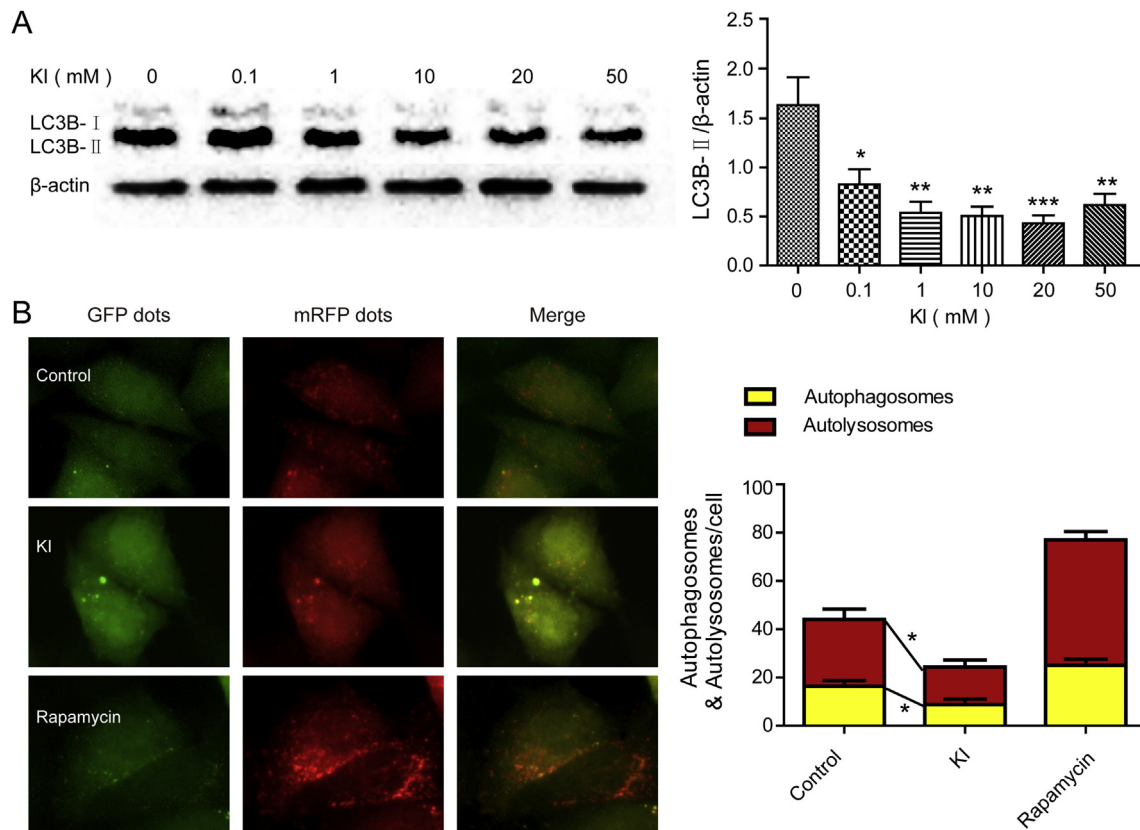 A
KI ( mM )
0
0.1
1
10
20
50
LC3B- Ⅰ
LC3B- Ⅱ
β-actin
LC3B- Ⅱ/β-actin
2.5
2.0
1.5
1.0
0.5
0.0
*
**
**
***
**
0
0.1
1
10
20
50
KI ( mM )
B
GFP dots
mRFP dots
Merge
Control
KI
Rapamycin
Autophagosomes
Autolysosomes
Autophagosomes
& Autolysosomes/cell
100
80
60
40
20
0
*
*
Control
KI
Rapamycin